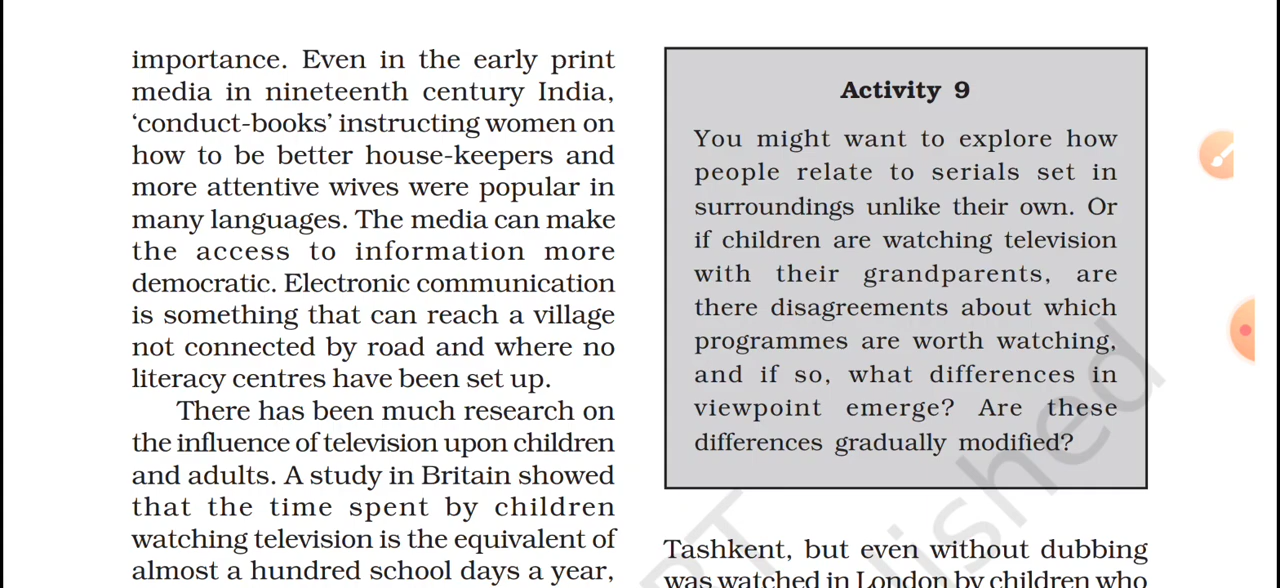 importance. Even in the early print
media in nineteenth century India,
‘conduct-books’ instructing women on
how to be better house-keepers and
more attentive wives were popular in
many languages. The media can make
the access to information more
democratic. Electronic communication
is something that can reach a village
not connected by road and where no
literacy centres have been set up.
There has been much research on
the influence of television upon children
and adults. A study in Britain showed
that the time spent by children
watching television is the equivalent of
almost a hundred school days a year,
Activity 9
You might want to explore how
people relate to serials set in
surroundings unlike their own. Or
if children are watching television
with their grandparents, are
there disagreements about which
programmes are worth watching,
and if so, what differences in
viewpoint emerge? Are these
differences gradually modified?
Tashkent, but even without dubbing
was watched in London by children who